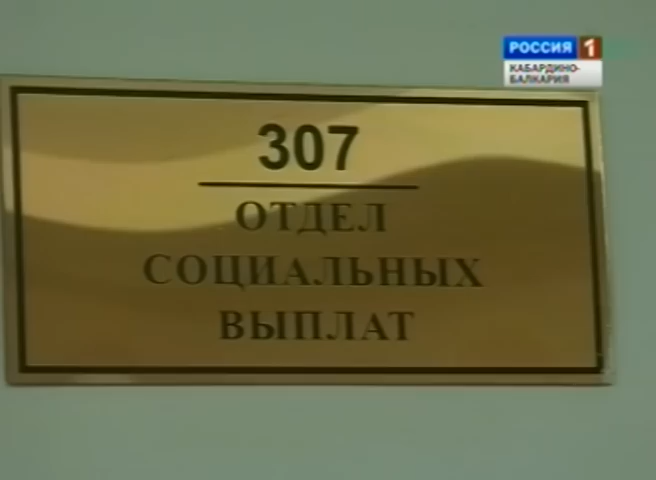 РОССИЯ 1
КАБАРДИНО-
БАЛКАРИЯ
307
ОТДЕЛ
СОЦИАЛЬНЫХ
ВЫПЛАТ